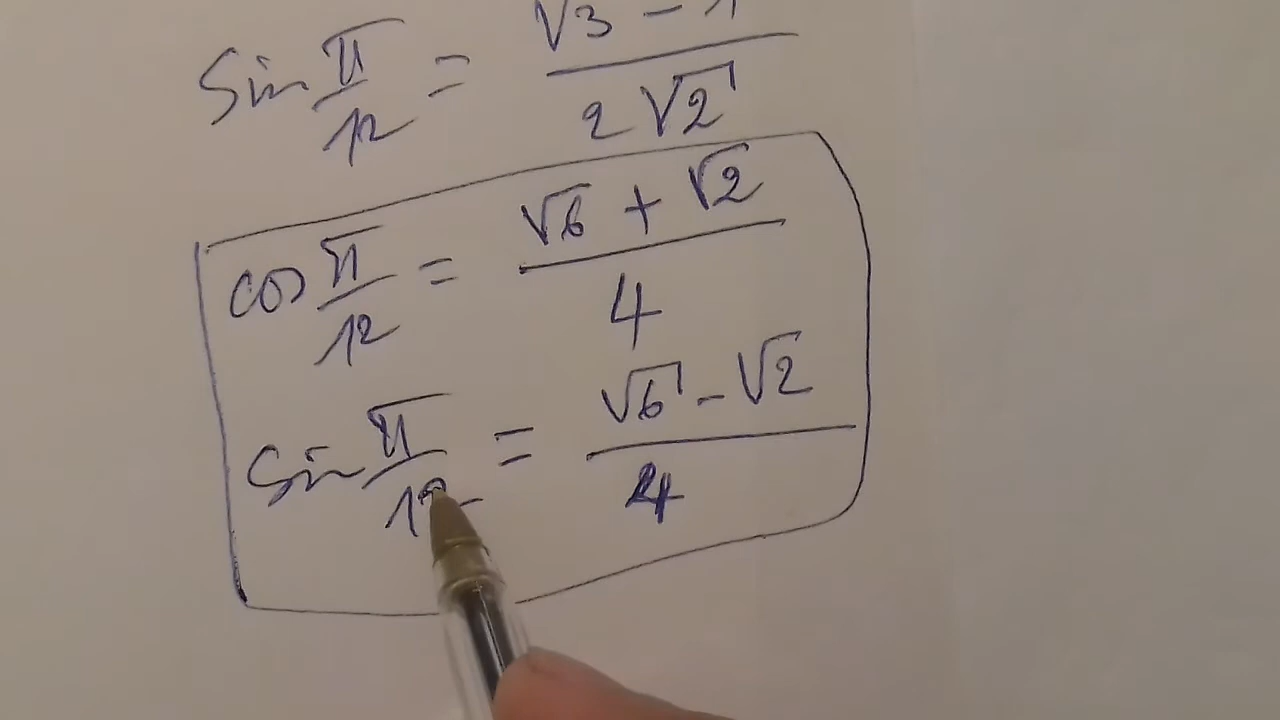 sin π/12 = (√3 - 1)/(2√2)
cos π/12 = (√6 + √2)/4
sin π/12 = (√6 - √2)/4